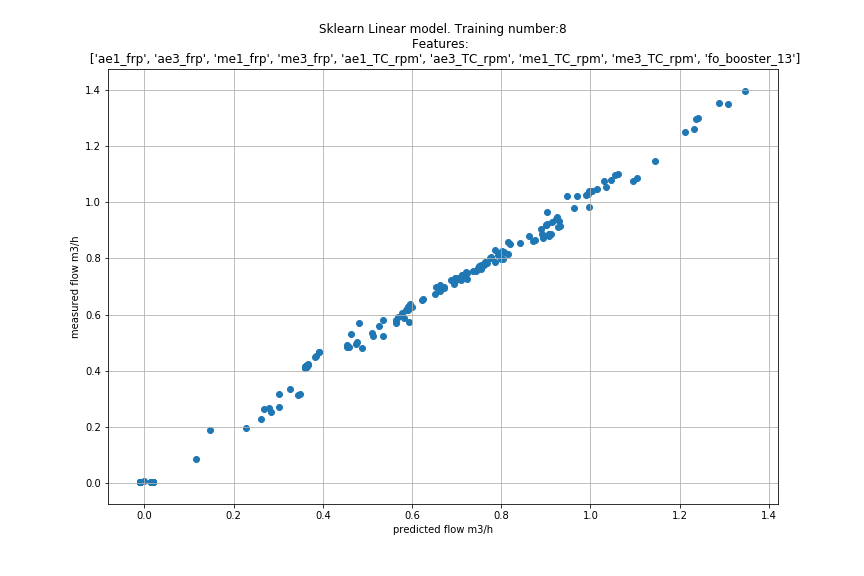 Sklearn Linear model. Training number:8
Features:
['ae1_frp', 'ae3_frp', 'me1_frp', 'me3_frp', 'ae1_TC_rpm', 'ae3_TC_rpm', 'me1_TC_rpm', 'me3_TC_rpm', 'fo_booster_13']
1.4
1.2
1.0
0.8
0.6
0.4
0.2
0.0
measured flow m3/h
0.0 0.2 0.4 0.6 0.8 1.0 1.2 1.4
predicted flow m3/h